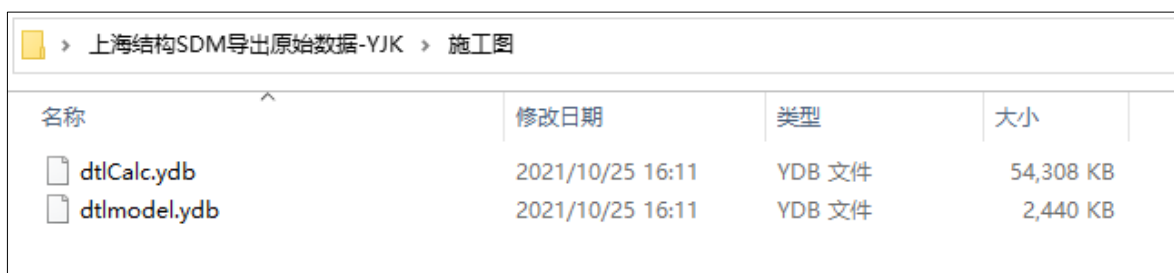 上海结构SDM导出原始数据-YJK > 施工图
名称 修改日期 类型 大小
dtlCalc.ydb 2021/10/25 16:11 YDB 文件 54,308 KB
dtlmodel.ydb 2021/10/25 16:11 YDB 文件 2,440 KB